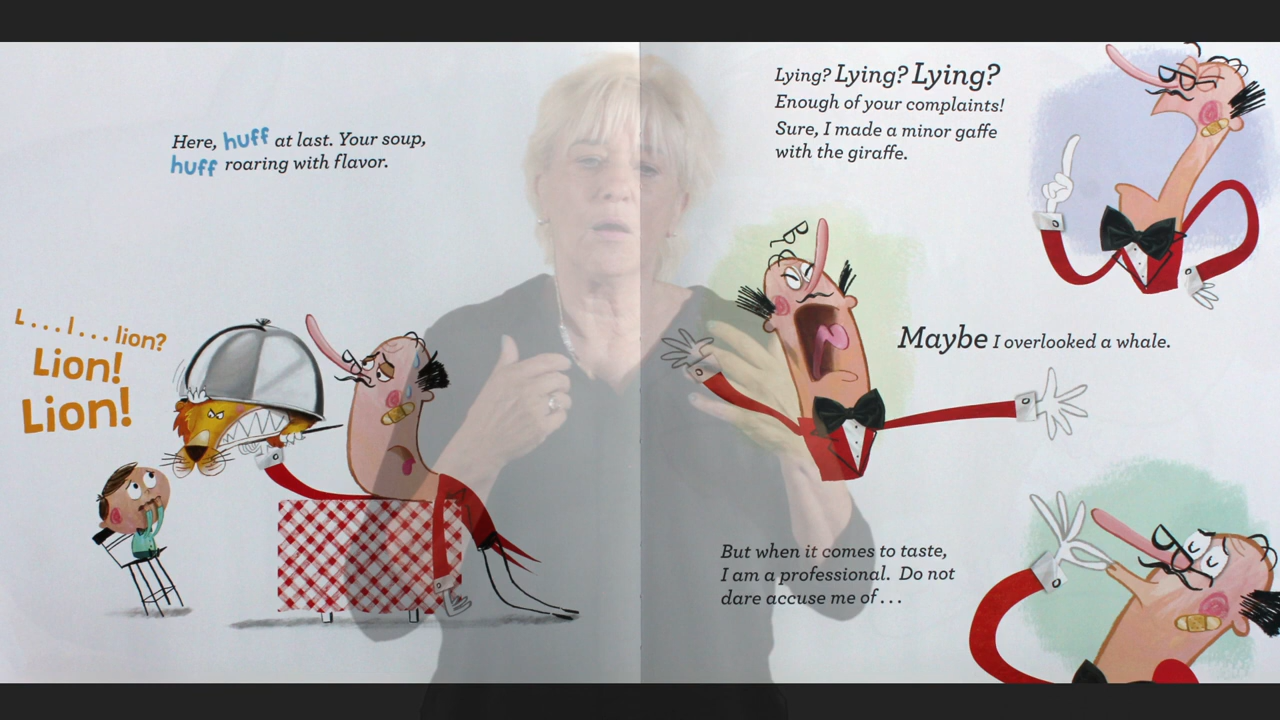 Here, huff at last. Your soup,
huff roaring with flavor.
L...l...lion?
Lion!
Lion!
Lying? Lying? Lying?
Enough of your complaints!
Sure, I made a minor gaffe
with the giraffe.
Maybe I overlooked a whale.
But when it comes to taste,
I am a professional. Do not
dare accuse me of...